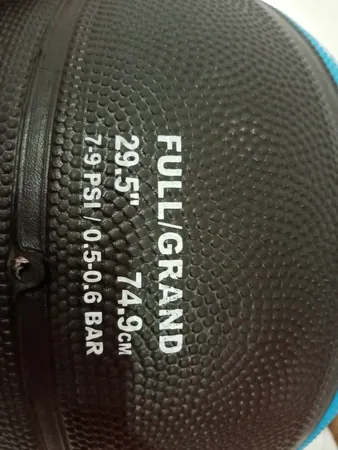 FULL/GRAND
29.5" 74.9CM
7-9 PSI / 0.5-0.6 BAR